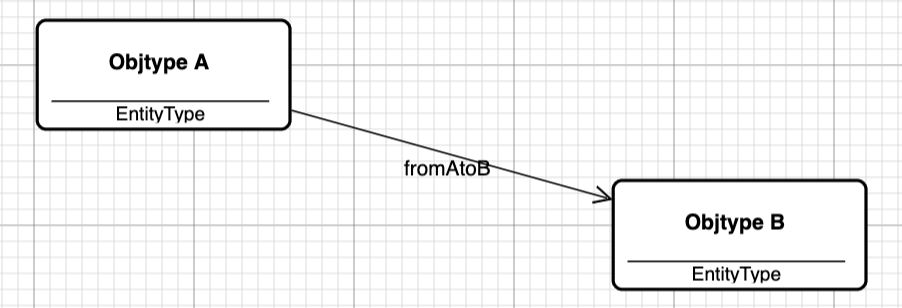 Objtype A
EntityType
fromAtoB
Objtype B
EntityType